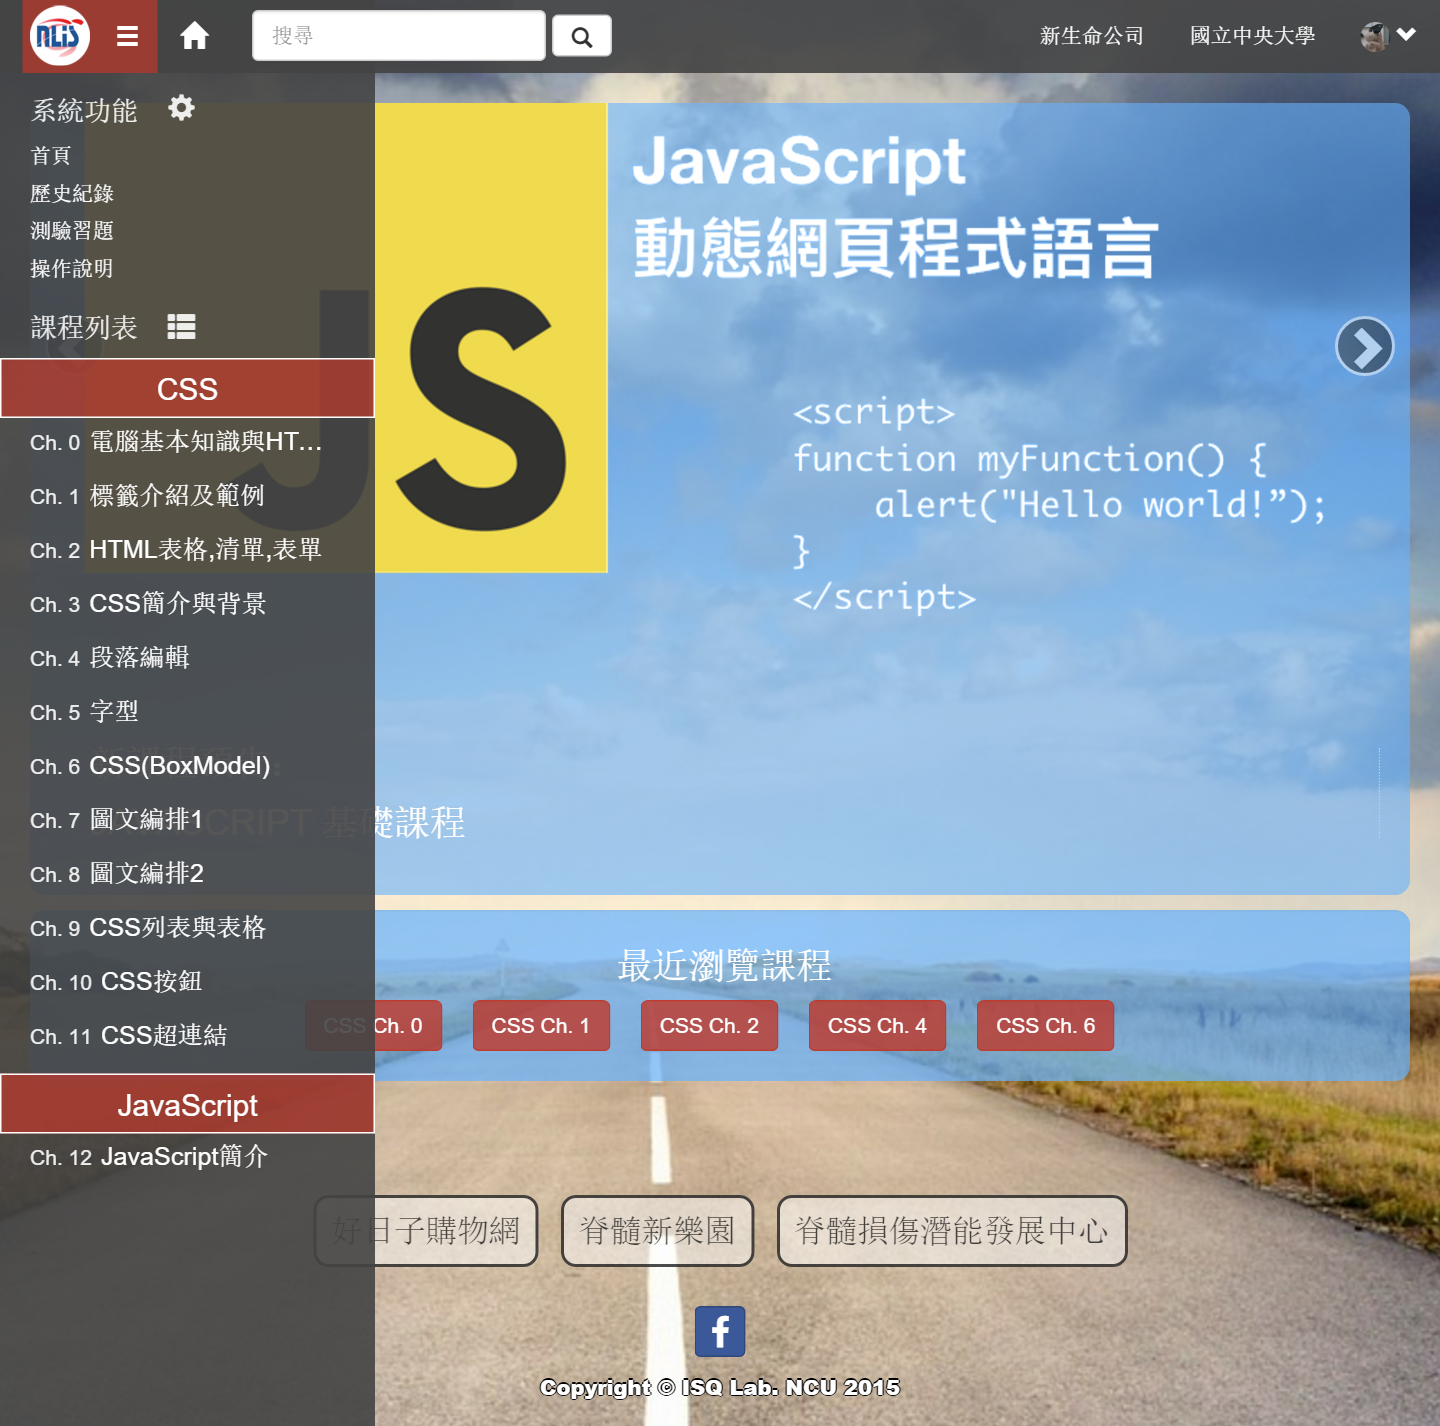 NLIS
搜尋
新生命公司
國立中央大學
系統功能
首頁
歷史紀錄
測驗習題
操作說明
課程列表
CSS
Ch. 0 電腦基本知識與HT...
Ch. 1 標籤介紹及範例
Ch. 2 HTML表格,清單,表單
Ch. 3 CSS簡介與背景
Ch. 4 段落編輯
Ch. 5 字型
Ch. 6 CSS(BoxModel)
Ch. 7 圖文編排1
Ch. 8 圖文編排2
Ch. 9 CSS列表與表格
Ch. 10 CSS按鈕
Ch. 11 CSS超連結
JavaScript
Ch. 12 JavaScript簡介
JS
JavaScript
動態網頁程式語言
<script>
function myFunction() {
alert("Hello world!”);
}
</script>
SCRIPT 基礎課程
最近瀏覽課程
CSS Ch. 0
CSS Ch. 1
CSS Ch. 2
CSS Ch. 4
CSS Ch. 6
好日子購物網
脊髓新樂園
脊髓損傷潛能發展中心
f
Copyright © ISQ Lab. NCU 2015